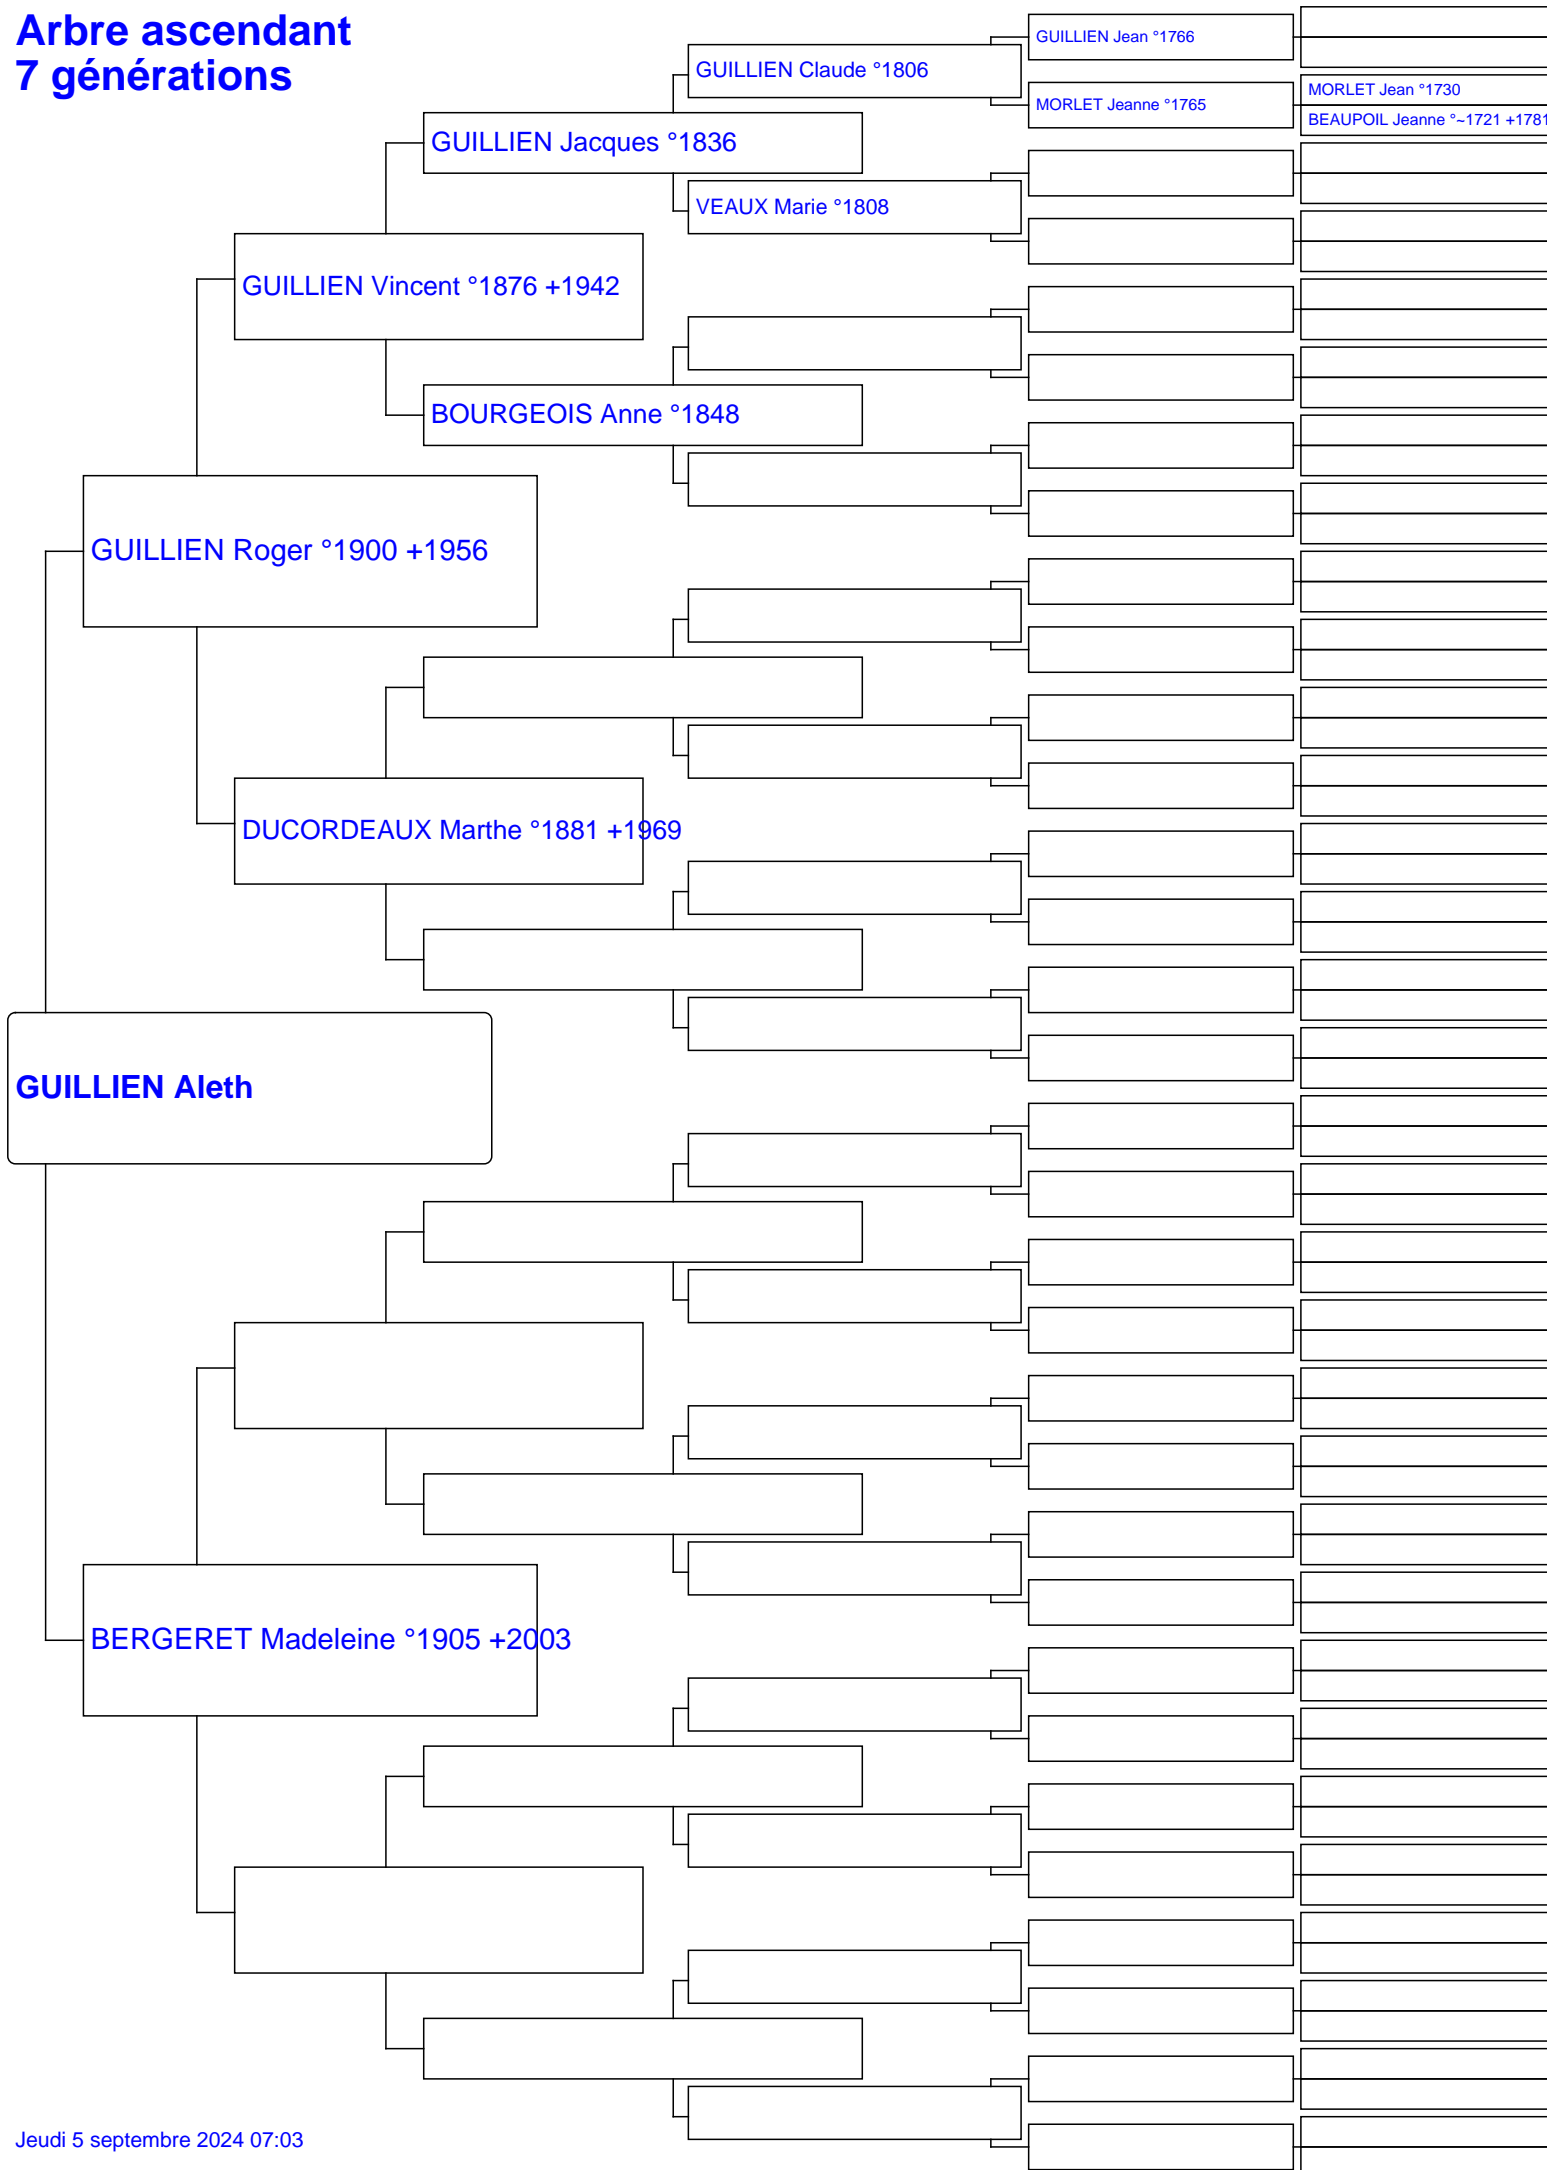 Arbre ascendant
7 générations
GUILLIEN Jean °1766
GUILLIEN Claude °1806
MORLET Jean °1730
MORLET Jeanne °1765
BEAUPOIL Jeanne °~1721 +1781
GUILLIEN Jacques °1836
VEAUX Marie °1808
GUILLIEN Vincent °1876 +1942
BOURGEOIS Anne °1848
GUILLIEN Roger °1900 +1956
DUCORDEAUX Marthe °1881 +1969
GUILLIEN Aleth
BERGERET Madeleine °1905 +2003
Jeudi 5 septembre 2024 07:03